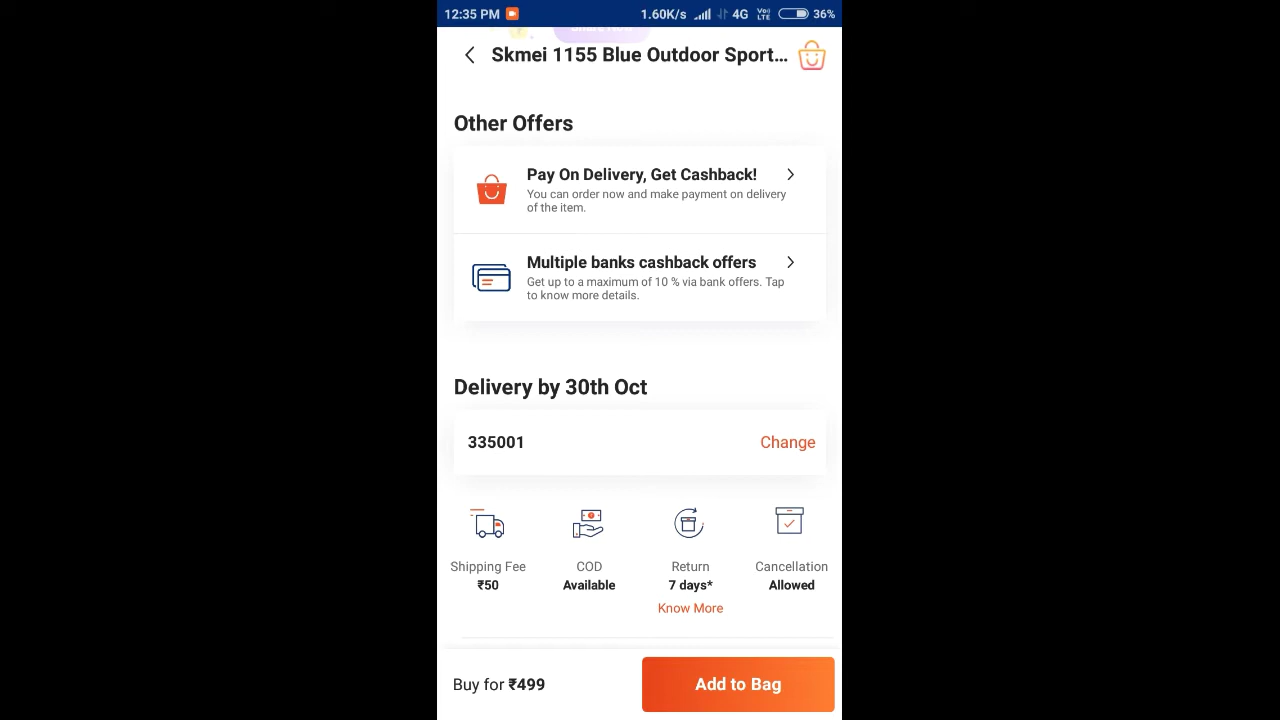 12:35 PM 1.60K/s 4G VoLTE 36%
Share Now
Skmei 1155 Blue Outdoor Sport...
Other Offers
Pay On Delivery, Get Cashback!
You can order now and make payment on delivery
of the item.
Multiple banks cashback offers
Get up to a maximum of 10 % via bank offers. Tap
to know more details.
Delivery by 30th Oct
335001 Change
Shipping Fee COD Return Cancellation
₹50 Available 7 days* Allowed
Know More
Buy for ₹499 Add to Bag